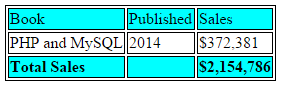 Book Published Sales
PHP and MySQL 2014 $372,381
Total Sales $2,154,786